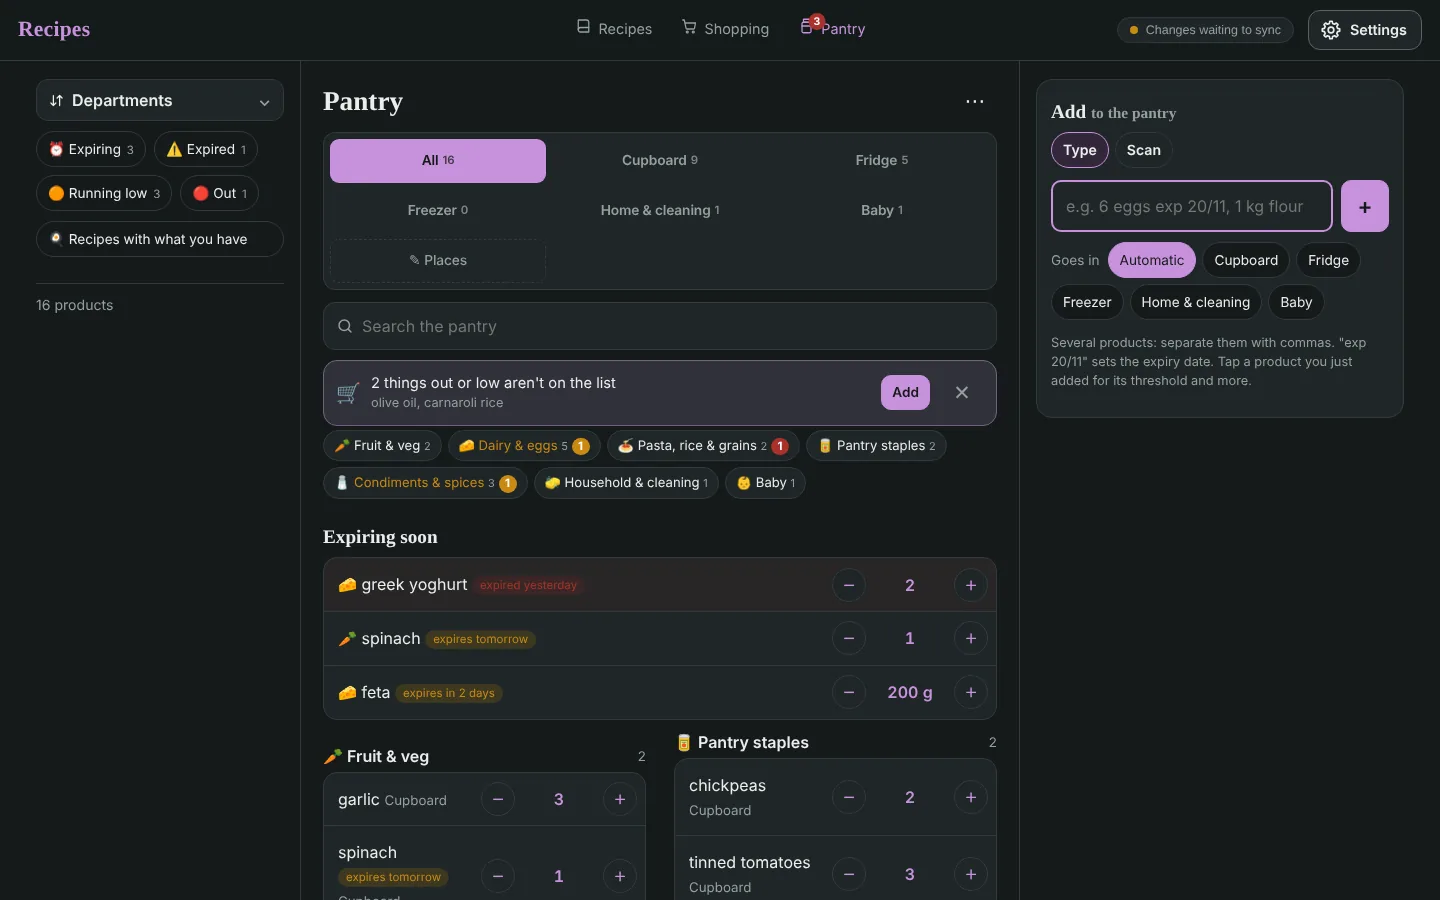 Recipes
Recipes
Shopping
3
Pantry
Changes waiting to sync
Settings
Departments
Expiring 3
Expired 1
Running low 3
Out 1
Recipes with what you have
16 products
Pantry
All 16
Cupboard 9
Fridge 5
Freezer 0
Home & cleaning 1
Baby 1
✎ Places
Search the pantry
2 things out or low aren't on the list
olive oil, carnaroli rice
Add
Fruit & veg 2
Dairy & eggs 5 1
Pasta, rice & grains 2 1
Pantry staples 2
Condiments & spices 3 1
Household & cleaning 1
Baby 1
Expiring soon
greek yoghurt expired yesterday
− 2 +
spinach expires tomorrow
− 1 +
feta expires in 2 days
− 200 g +
Fruit & veg 2
garlic Cupboard
− 3 +
spinach
expires tomorrow
Cupboard
− 1 +
Pantry staples 2
chickpeas
Cupboard
− 2 +
tinned tomatoes
Cupboard
− 3 +
Add to the pantry
Type
Scan
e.g. 6 eggs exp 20/11, 1 kg flour
+
Goes in
Automatic
Cupboard
Fridge
Freezer
Home & cleaning
Baby
Several products: separate them with commas. "exp
20/11" sets the expiry date. Tap a product you just
added for its threshold and more.